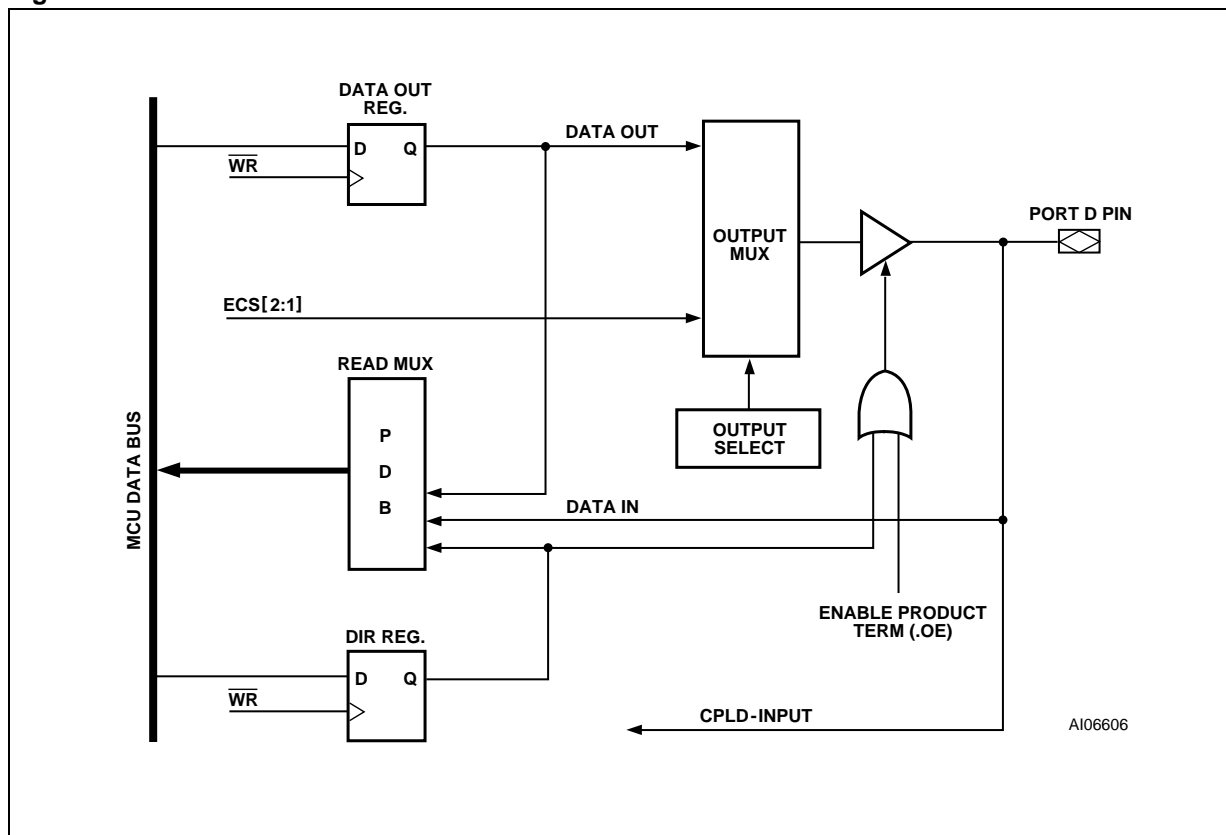 DATA OUT
REG.
D Q
WR
DATA OUT
OUTPUT
MUX
PORT D PIN
ECS[2:1]
READ MUX
P
D
B
OUTPUT
SELECT
MCU DATA BUS
DATA IN
ENABLE PRODUCT
TERM (.OE)
DIR REG.
D Q
WR
CPLD-INPUT
AI06606